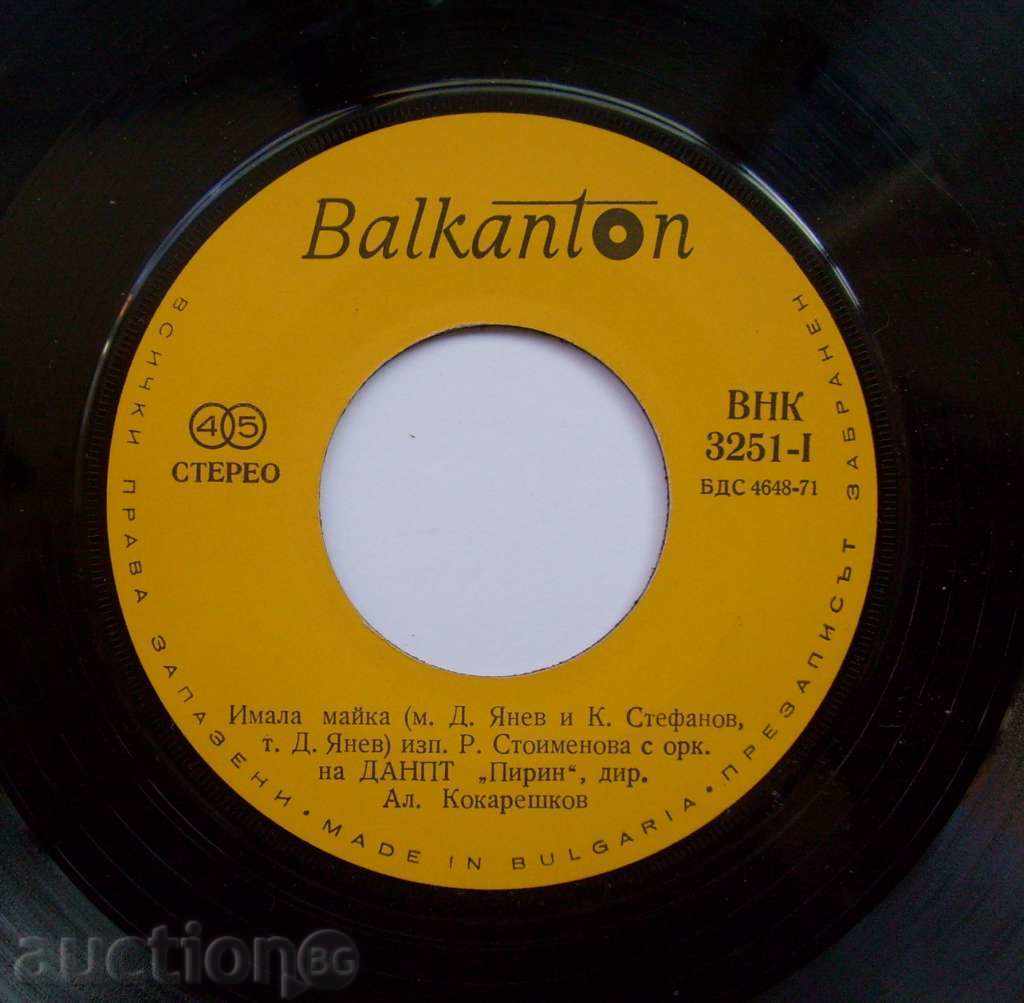 Balkanton
45
СТЕРЕО
ВНК
3251-I
БДС 4648-71
Имала майка (м. Д. Янев и К. Стефанов,
т. Д. Янев) изп. Р. Стоименова с орк.
на ДАНПТ „Пирин“, дир.
Ал. Кокарешков
ВСИЧКИ ПРАВА ЗАПАЗЕНИ • MADE IN BULGARIA • ПРЕЗАПИСЪТ ЗАБРАНЕН
auctionBG